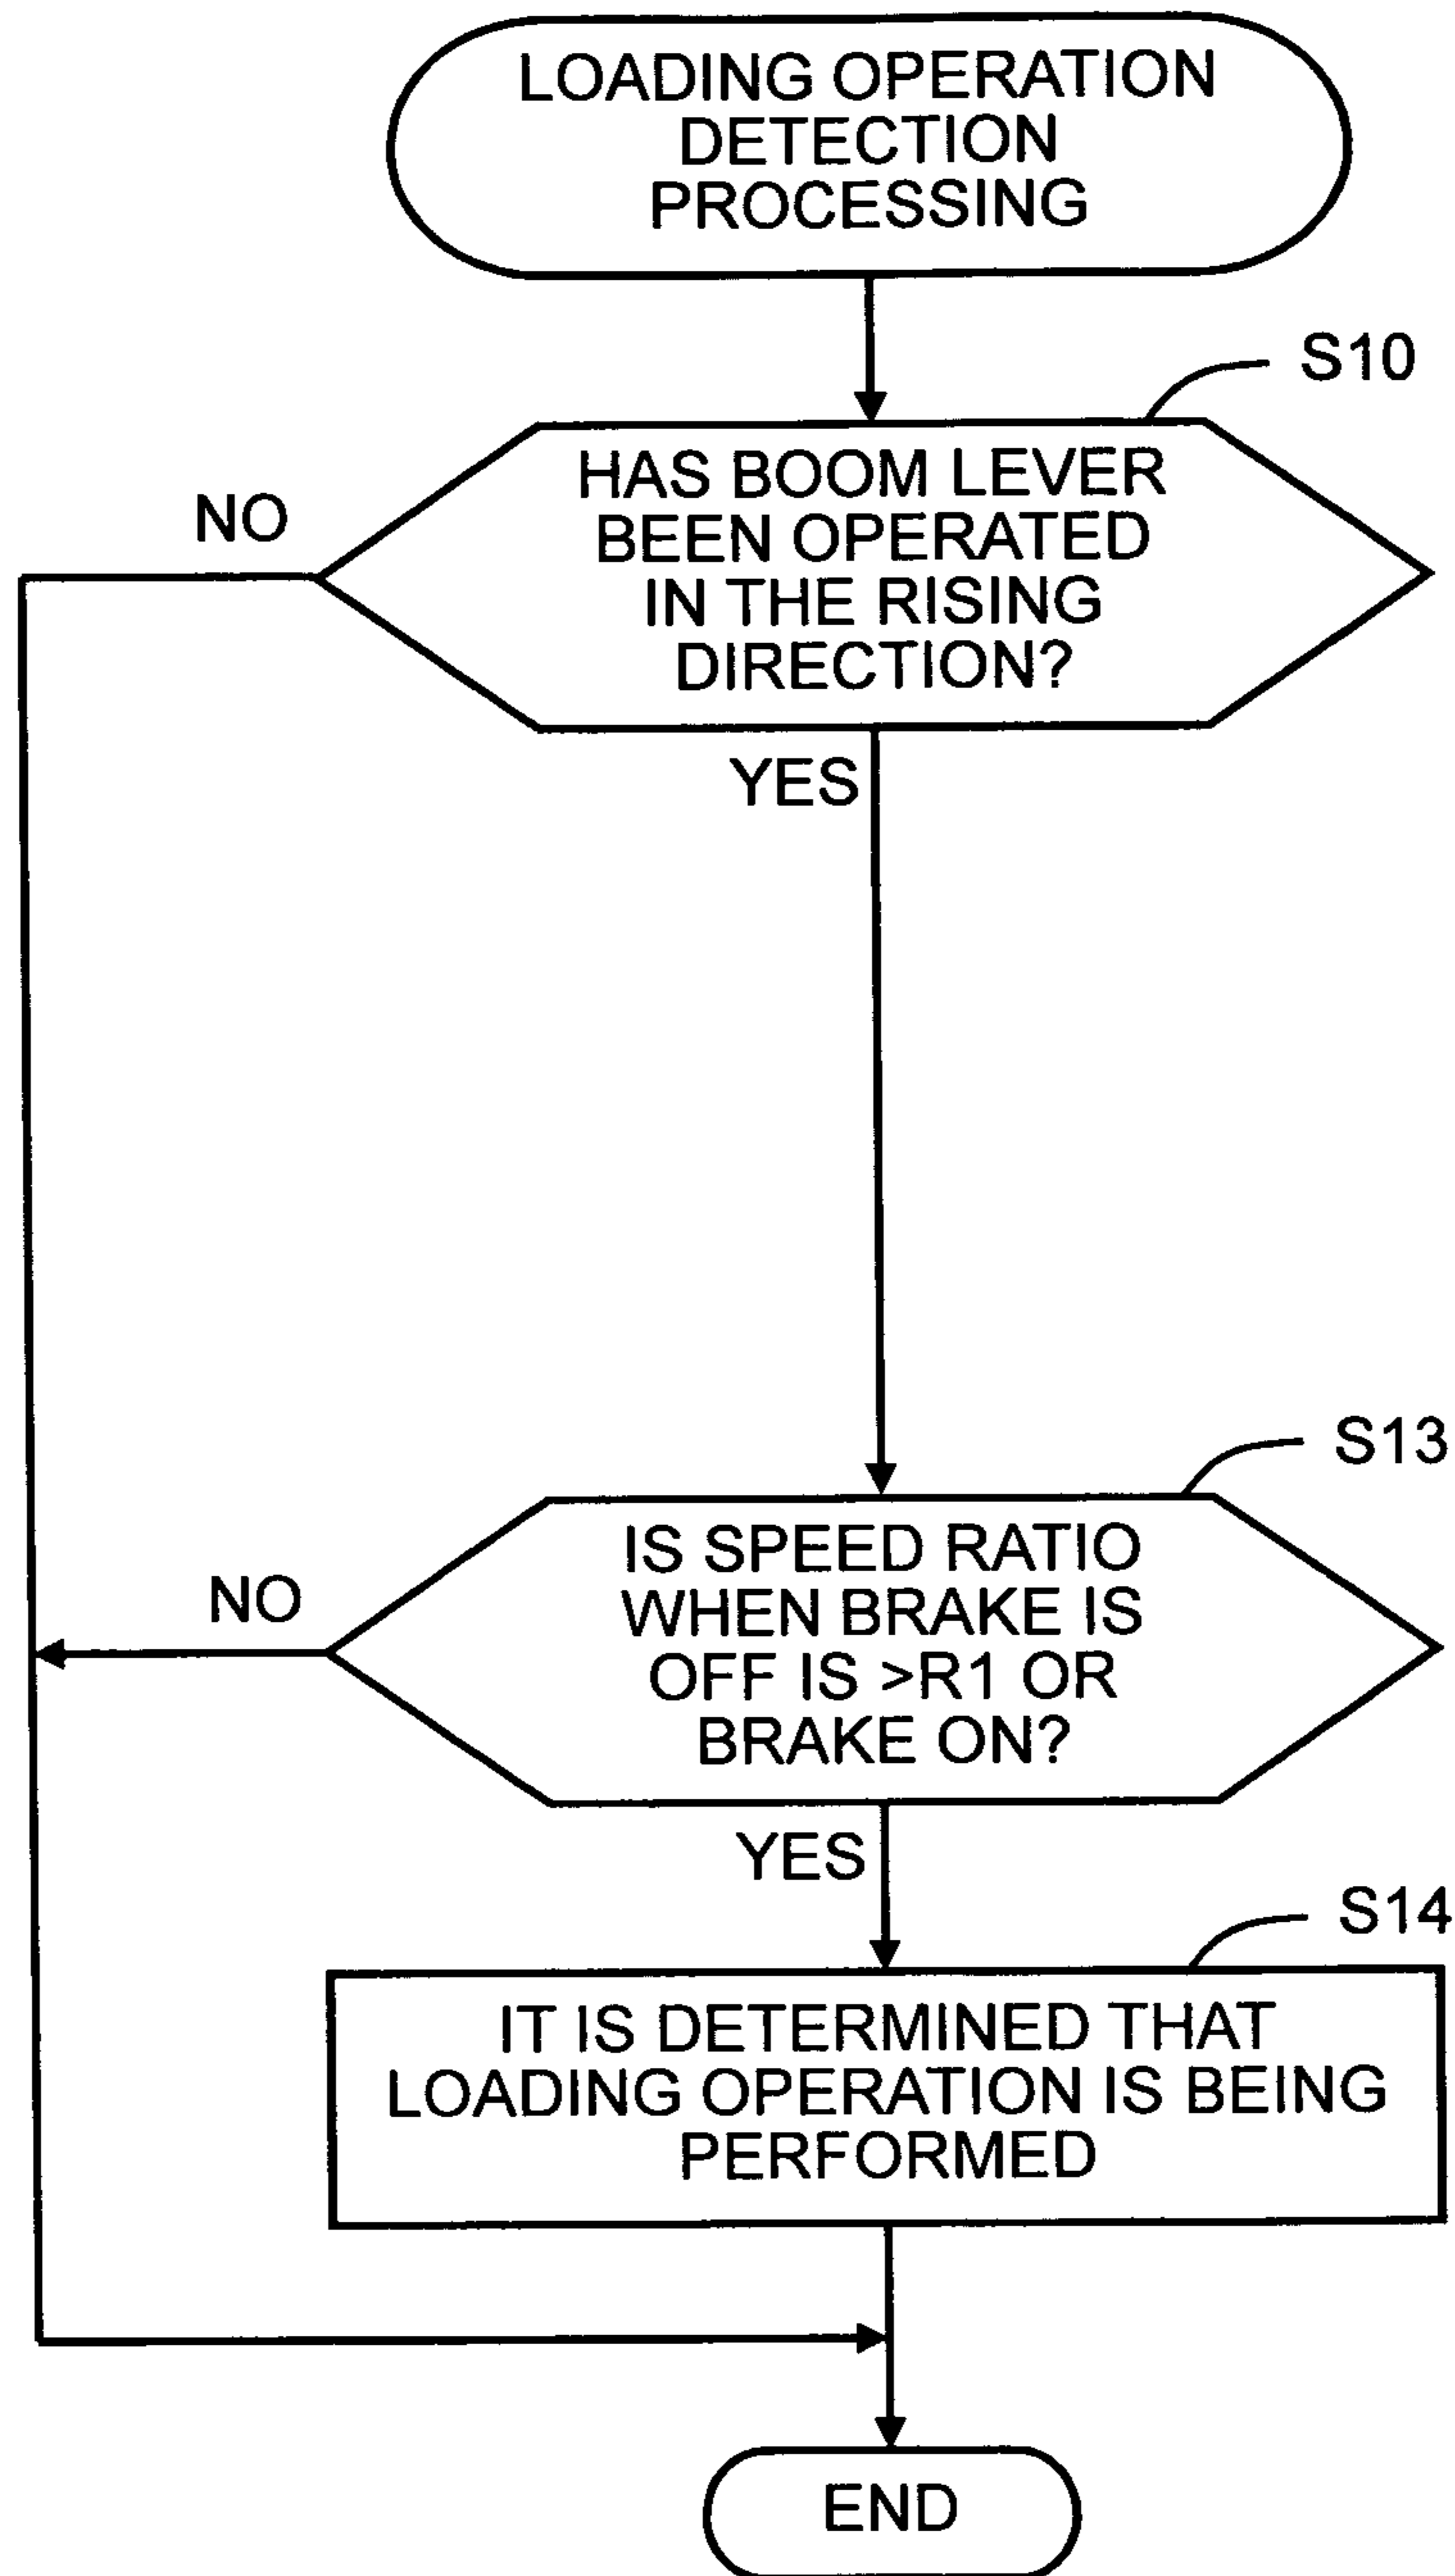 LOADING OPERATION
DETECTION
PROCESSING
S10
HAS BOOM LEVER
BEEN OPERATED
IN THE RISING
DIRECTION?
NO
YES
S13
IS SPEED RATIO
WHEN BRAKE IS
OFF IS >R1 OR
BRAKE ON?
NO
YES
S14
IT IS DETERMINED THAT
LOADING OPERATION IS BEING
PERFORMED
END